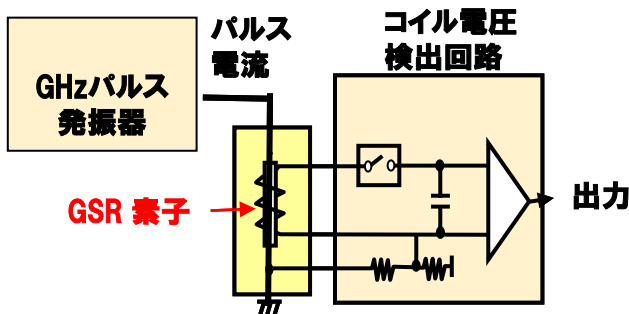 GHzパルス
発振器
パルス
電流
コイル電圧
検出回路
GSR 素子
出力